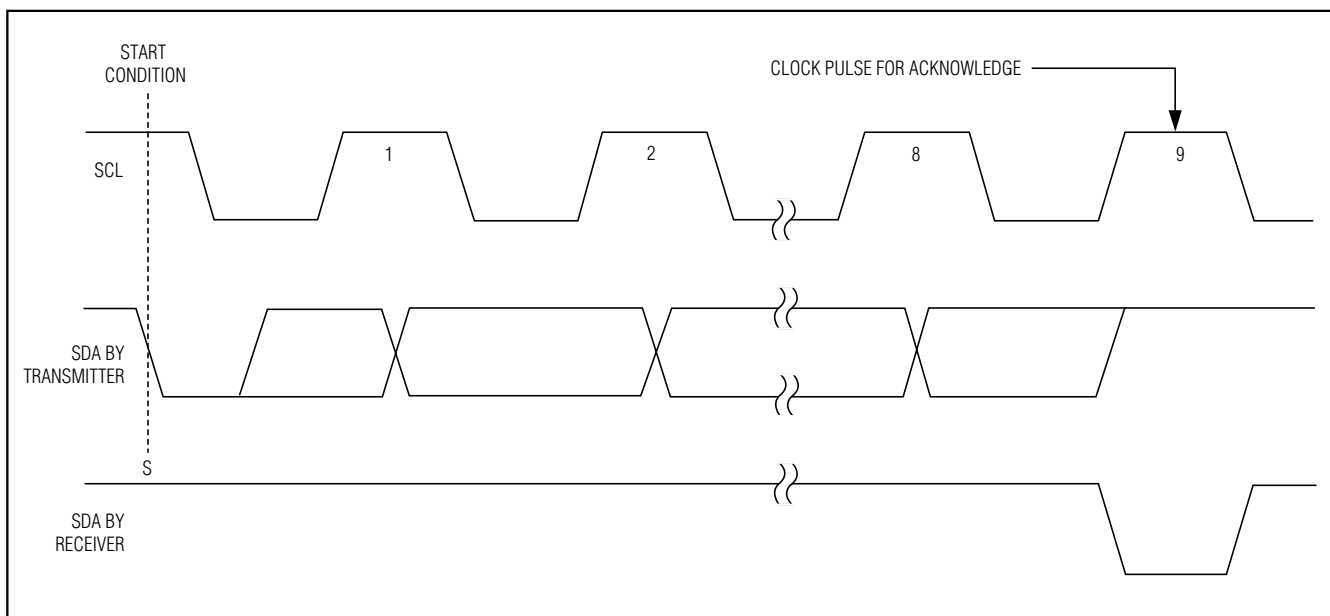 START
CONDITION
CLOCK PULSE FOR ACKNOWLEDGE
SCL
1
2
8
9
SDA BY
TRANSMITTER
S
SDA BY
RECEIVER